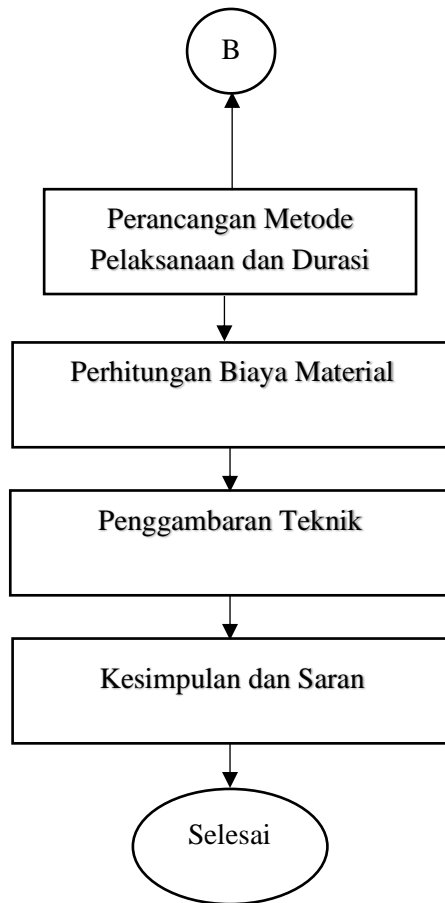 B
Perancangan Metode
Pelaksanaan dan Durasi
Perhitungan Biaya Material
Penggambaran Teknik
Kesimpulan dan Saran
Selesai